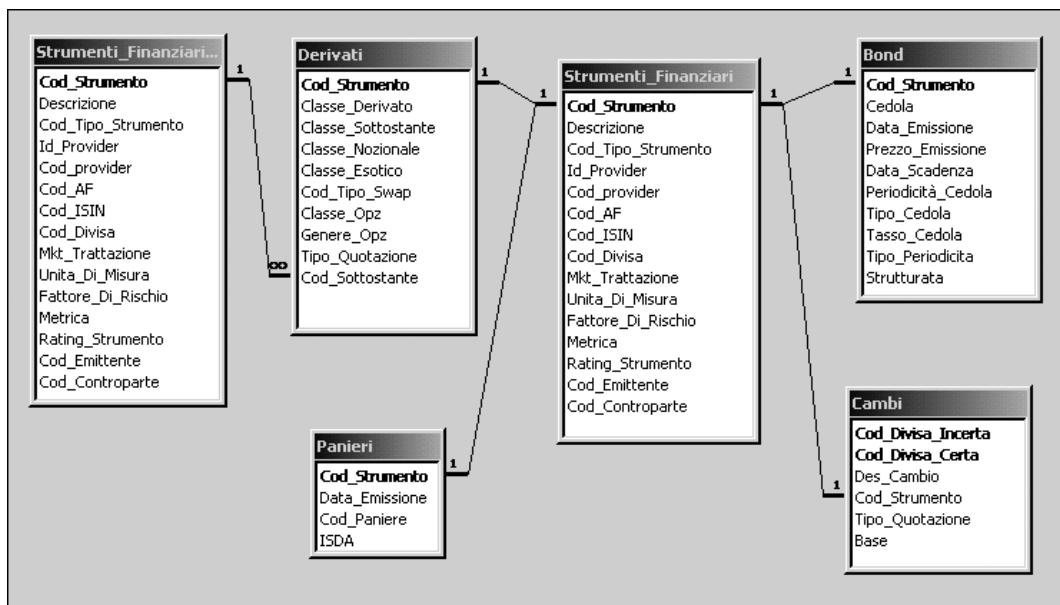 Strumenti_Finanziari...
Cod_Strumento
Descrizione
Cod_Tipo_Strumento
Id_Provider
Cod_provider
Cod_AF
Cod_ISIN
Cod_Divisa
Mkt_Trattazione
Unita_Di_Misura
Fattore_Di_Rischio
Metrica
Rating_Strumento
Cod_Emittente
Cod_Controparte
1
∞
Derivati
Cod_Strumento
Classe_Derivato
Classe_Sottostante
Classe_Nozionale
Classe_Esotico
Cod_Tipo_Swap
Classe_Opz
Genere_Opz
Tipo_Quotazione
Cod_Sottostante
1
1
Panieri
Cod_Strumento
Data_Emissione
Cod_Paniere
ISDA
1
Strumenti_Finanziari
Cod_Strumento
Descrizione
Cod_Tipo_Strumento
Id_Provider
Cod_provider
Cod_AF
Cod_ISIN
Cod_Divisa
Mkt_Trattazione
Unita_Di_Misura
Fattore_Di_Rischio
Metrica
Rating_Strumento
Cod_Emittente
Cod_Controparte
1
1
Bond
Cod_Strumento
Cedola
Data_Emissione
Prezzo_Emissione
Data_Scadenza
Periodicità_Cedola
Tipo_Cedola
Tasso_Cedola
Tipo_Periodicita
Strutturata
1
Cambi
Cod_Divisa_Incerta
Cod_Divisa_Certa
Des_Cambio
Cod_Strumento
Tipo_Quotazione
Base